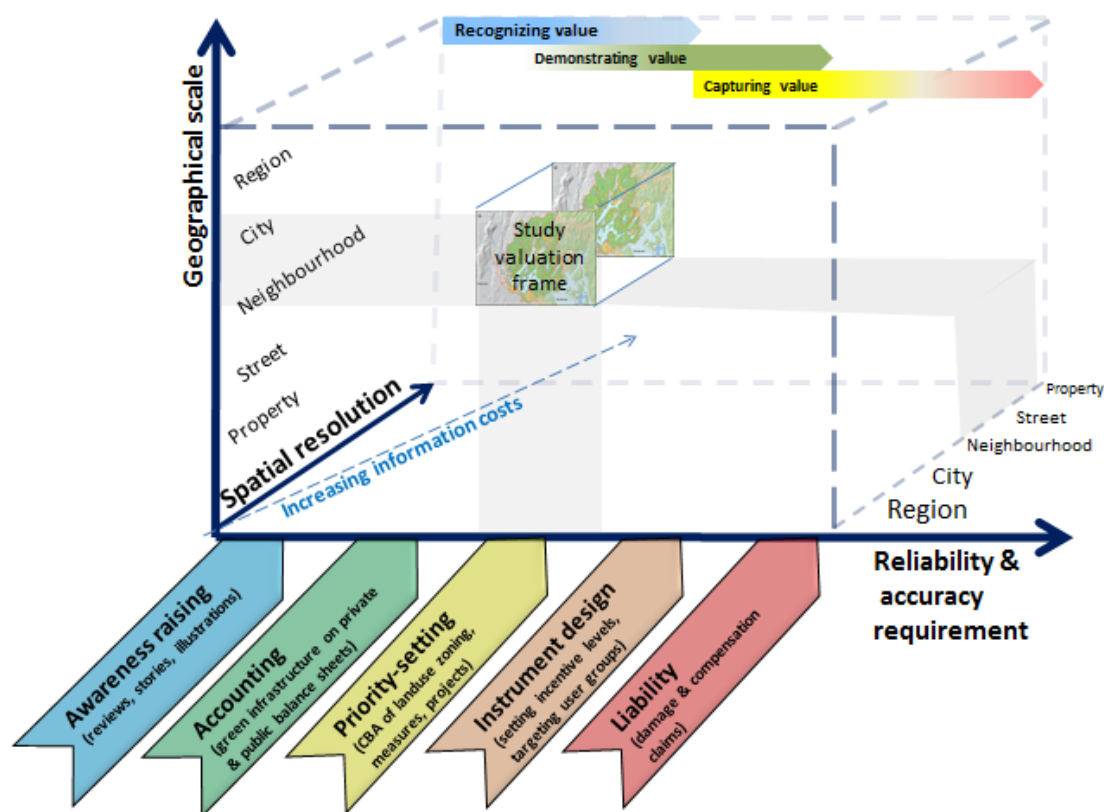 Recognizing value
Demonstrating value
Capturing value
Geographical scale
Region
City
Neighbourhood
Street
Property
Study
valuation
frame
Spatial resolution
Increasing information costs
Property
Street
Neighbourhood
City
Region
Reliability &
accuracy
requirement
Awareness raising
(reviews, stories, illustrations)
Accounting
(green infrastructure on private
& public balance sheets)
Priority-setting
(CBA of landuse zoning,
measures, projects)
Instrument design
(setting incentive levels,
targeting user groups)
Liability
(damage & compensation
claims)